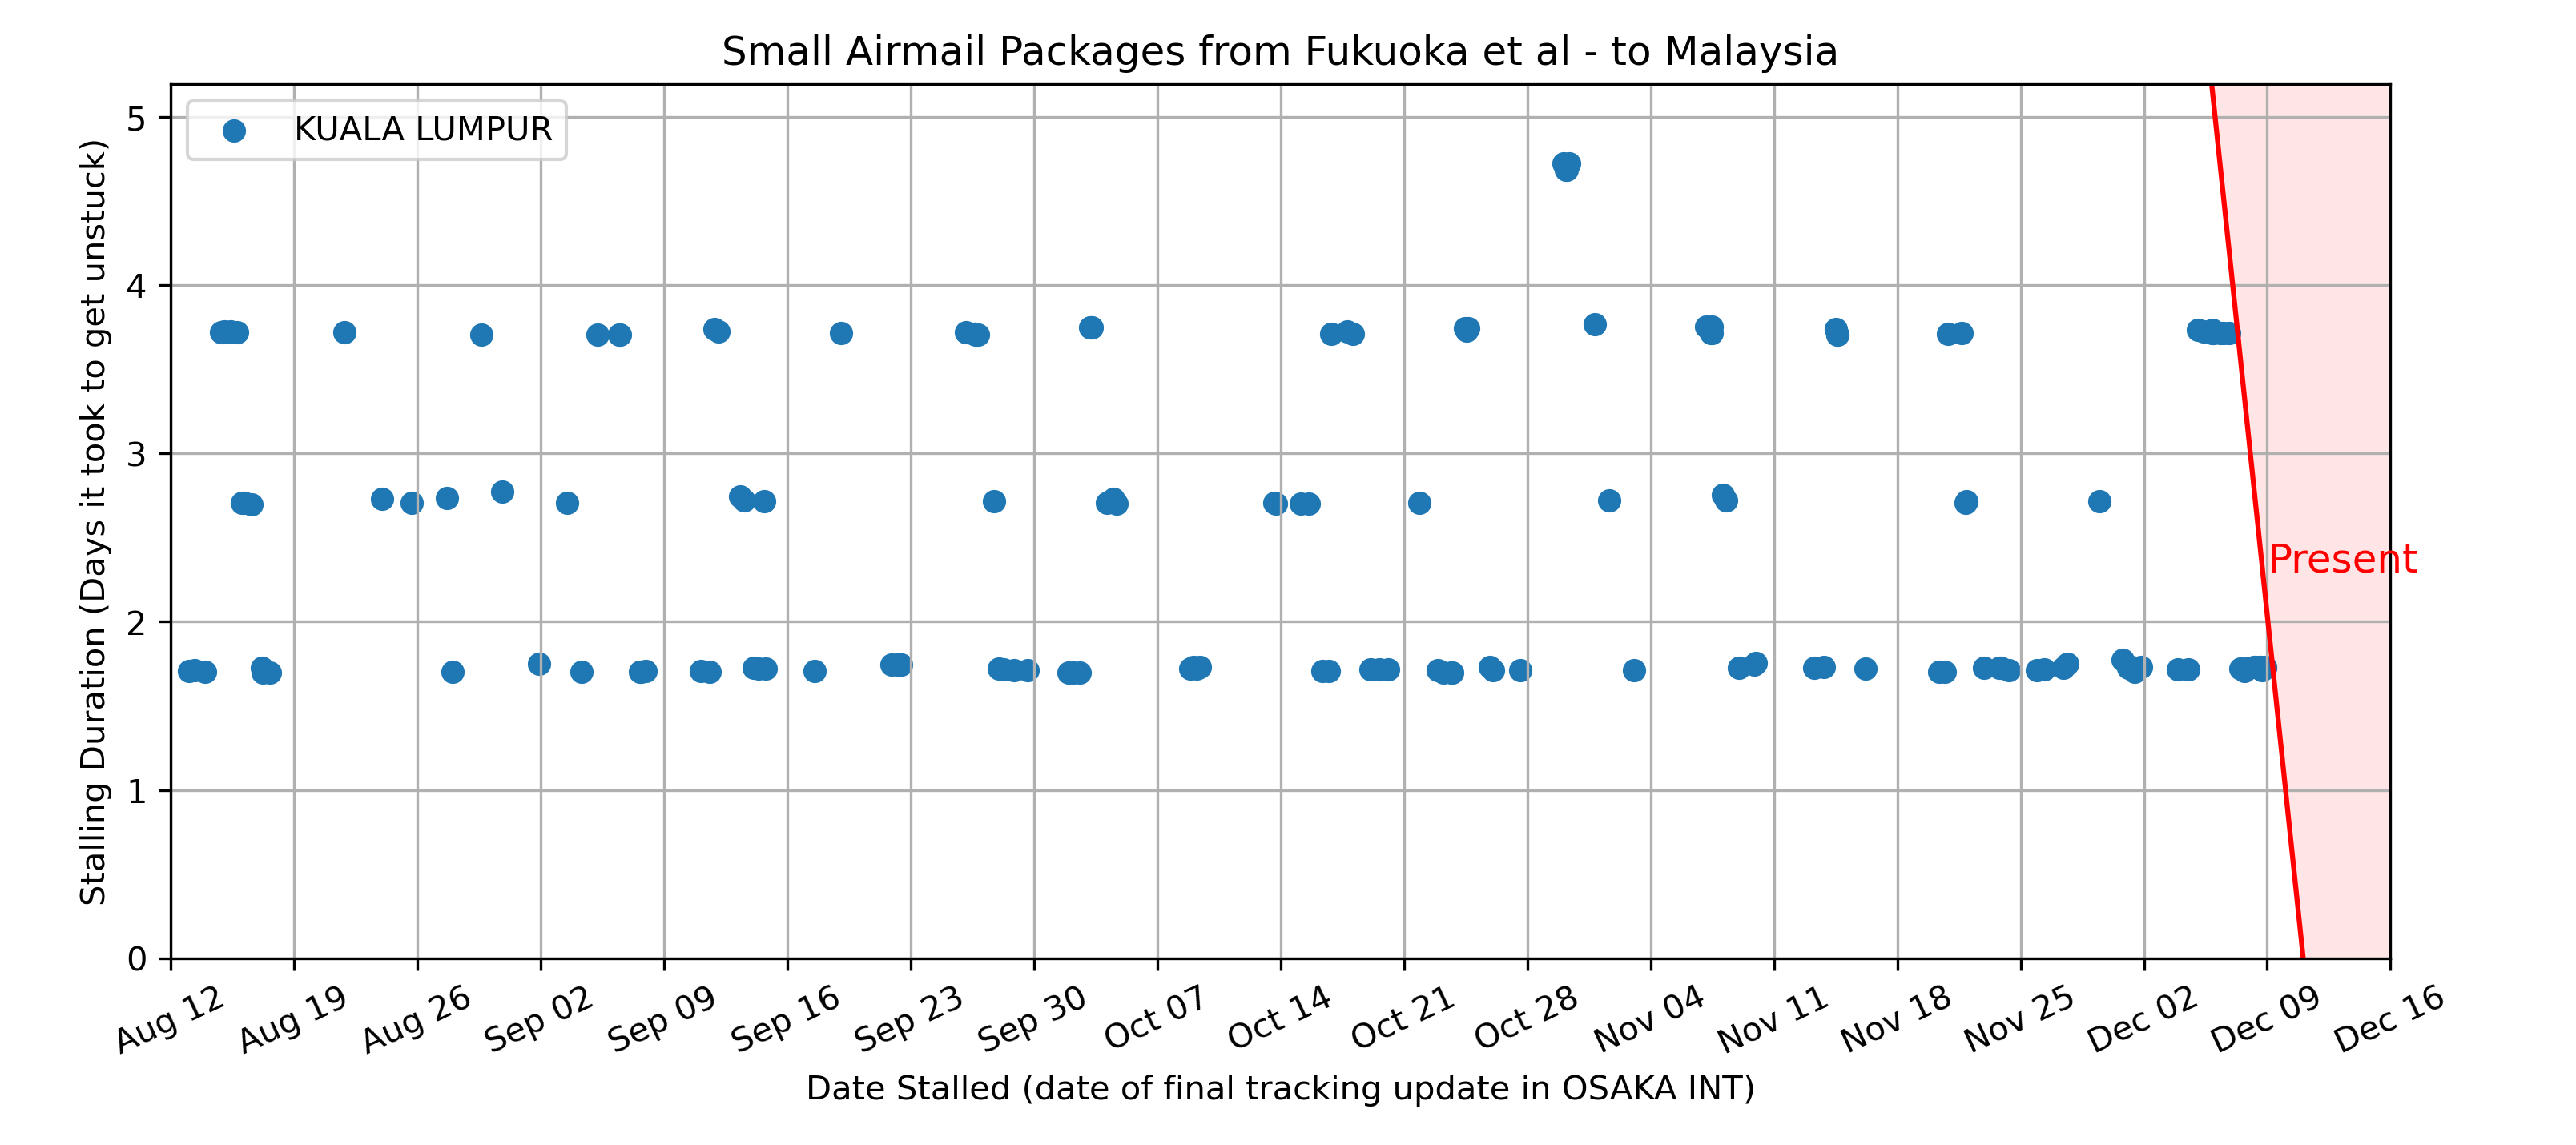 Small Airmail Packages from Fukuoka et al - to Malaysia
KUALA LUMPUR
Stalling Duration (Days it took to get unstuck)
5
4
3
2
1
0
Present
Aug 12
Aug 19
Aug 26
Sep 02
Sep 09
Sep 16
Sep 23
Sep 30
Oct 07
Oct 14
Oct 21
Oct 28
Nov 04
Nov 11
Nov 18
Nov 25
Dec 02
Dec 09
Dec 16
Date Stalled (date of final tracking update in OSAKA INT)